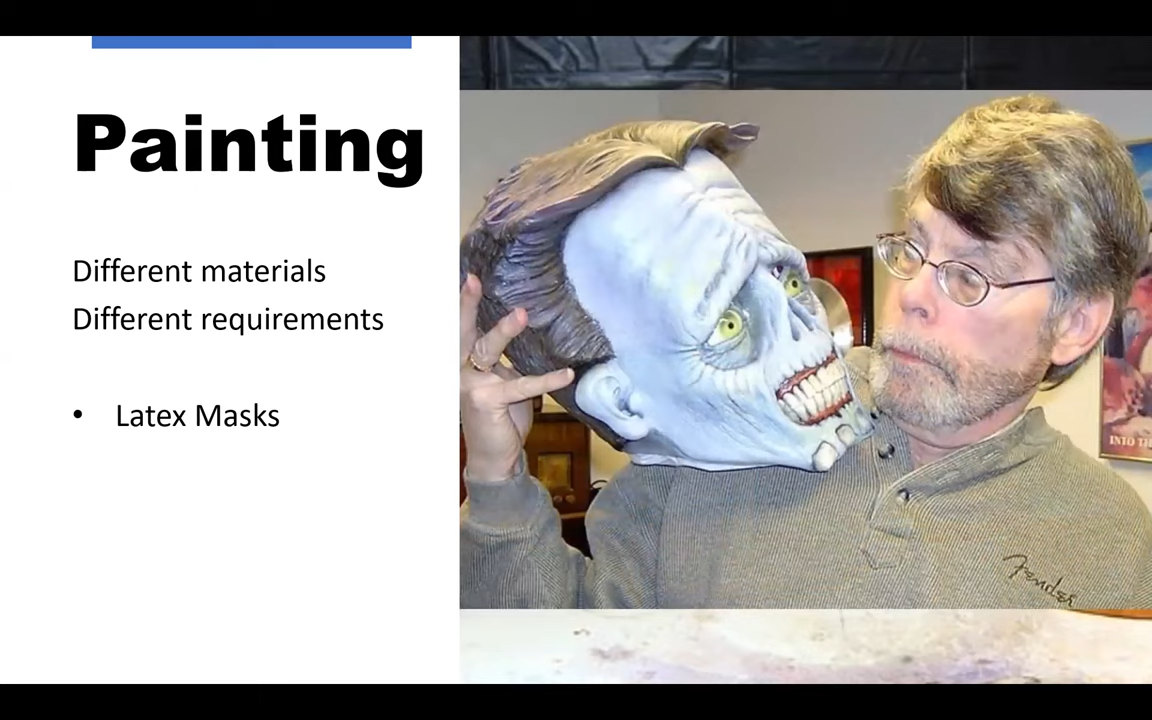 Painting
Different materials
Different requirements
• Latex Masks
Fender
INTO TH